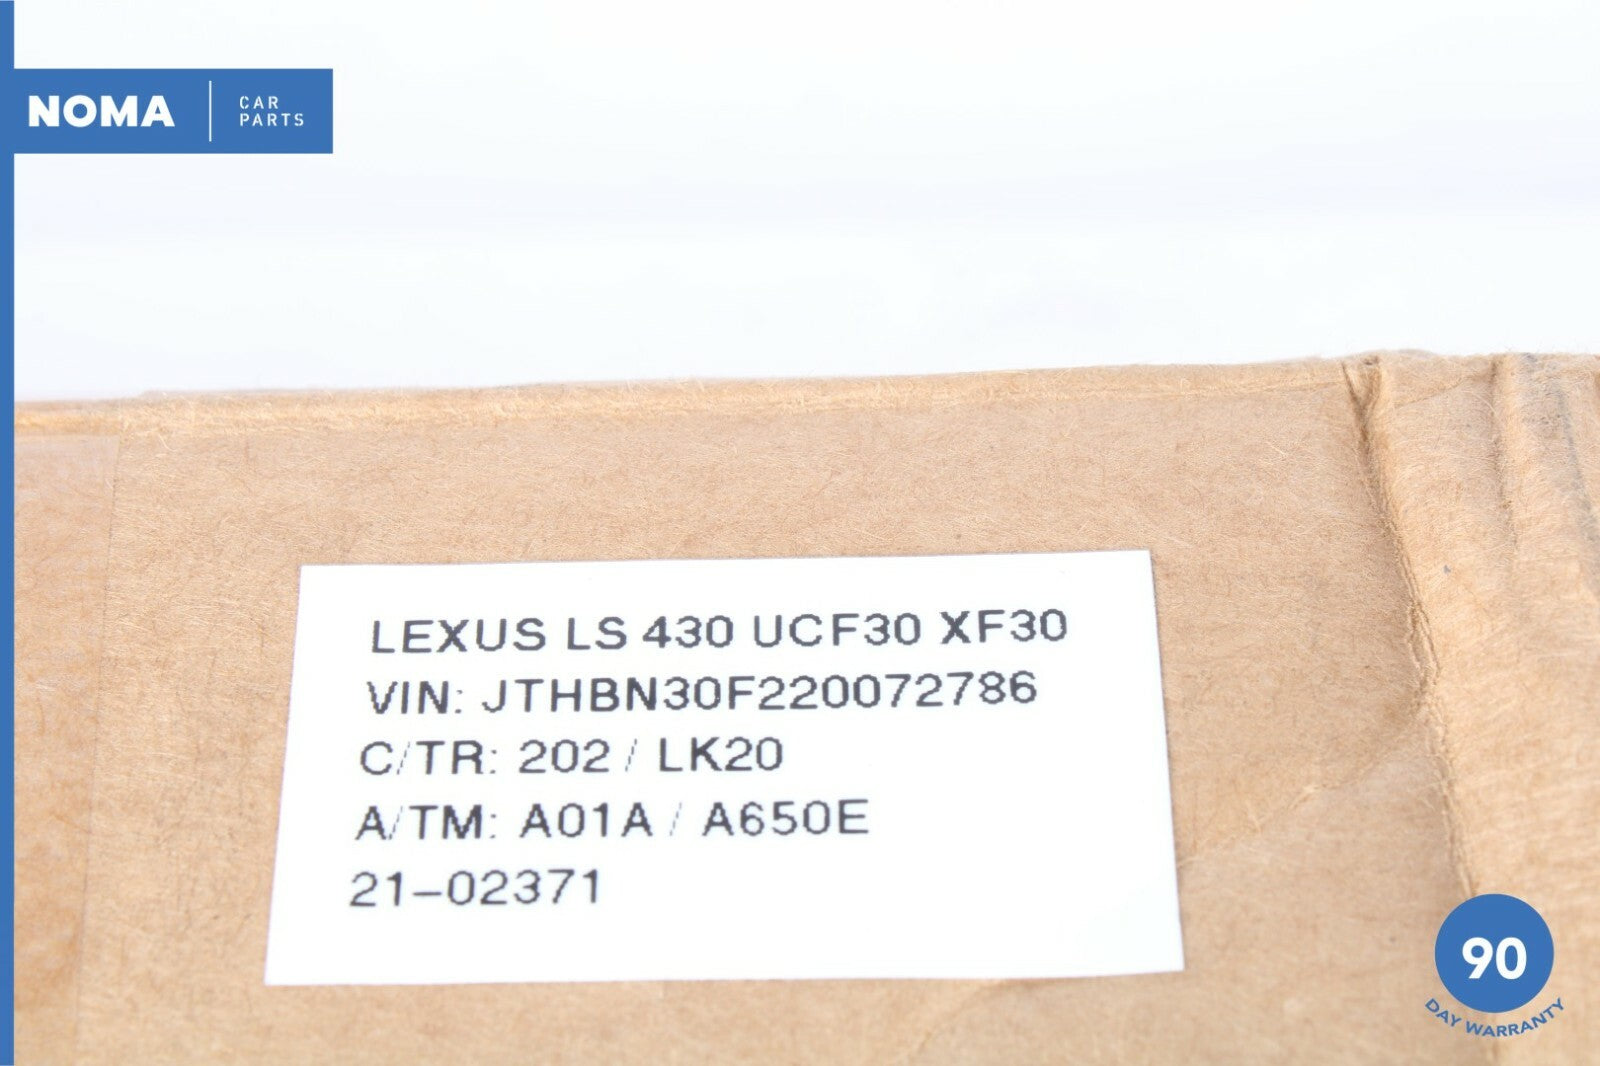 NOMA
CAR
PARTS
LEXUS LS 430 UCF30 XF30
VIN: JTHBN30F220072786
C/TR: 202 / LK20
A/TM: A01A / A650E
21-02371
90
DAY WARRANTY